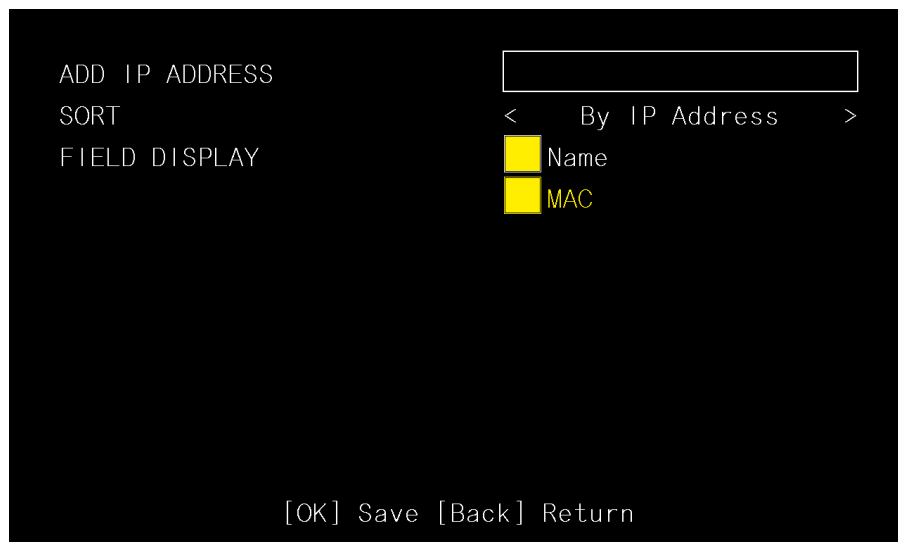 ADD IP ADDRESS
SORT < By IP Address >
FIELD DISPLAY Name
MAC
[OK] Save [Back] Return